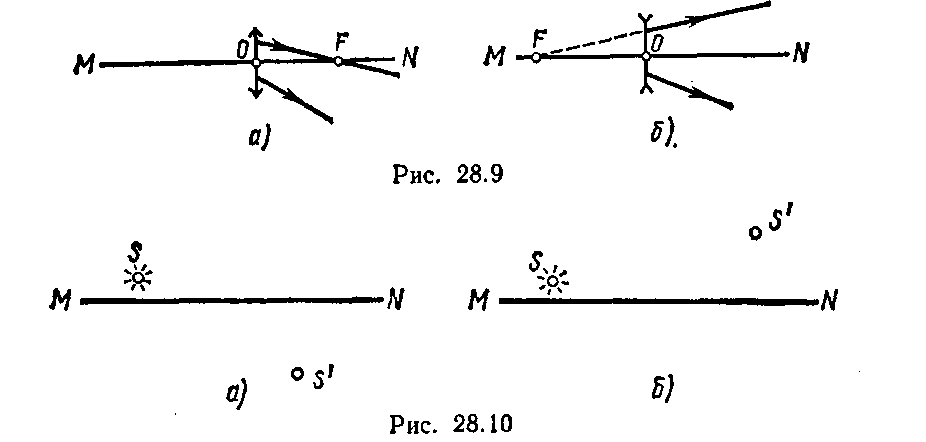 M O F N
M F O N
а) б).
Рис. 28.9
S S S'
M N M N
а) S' б)
Рис. 28.10